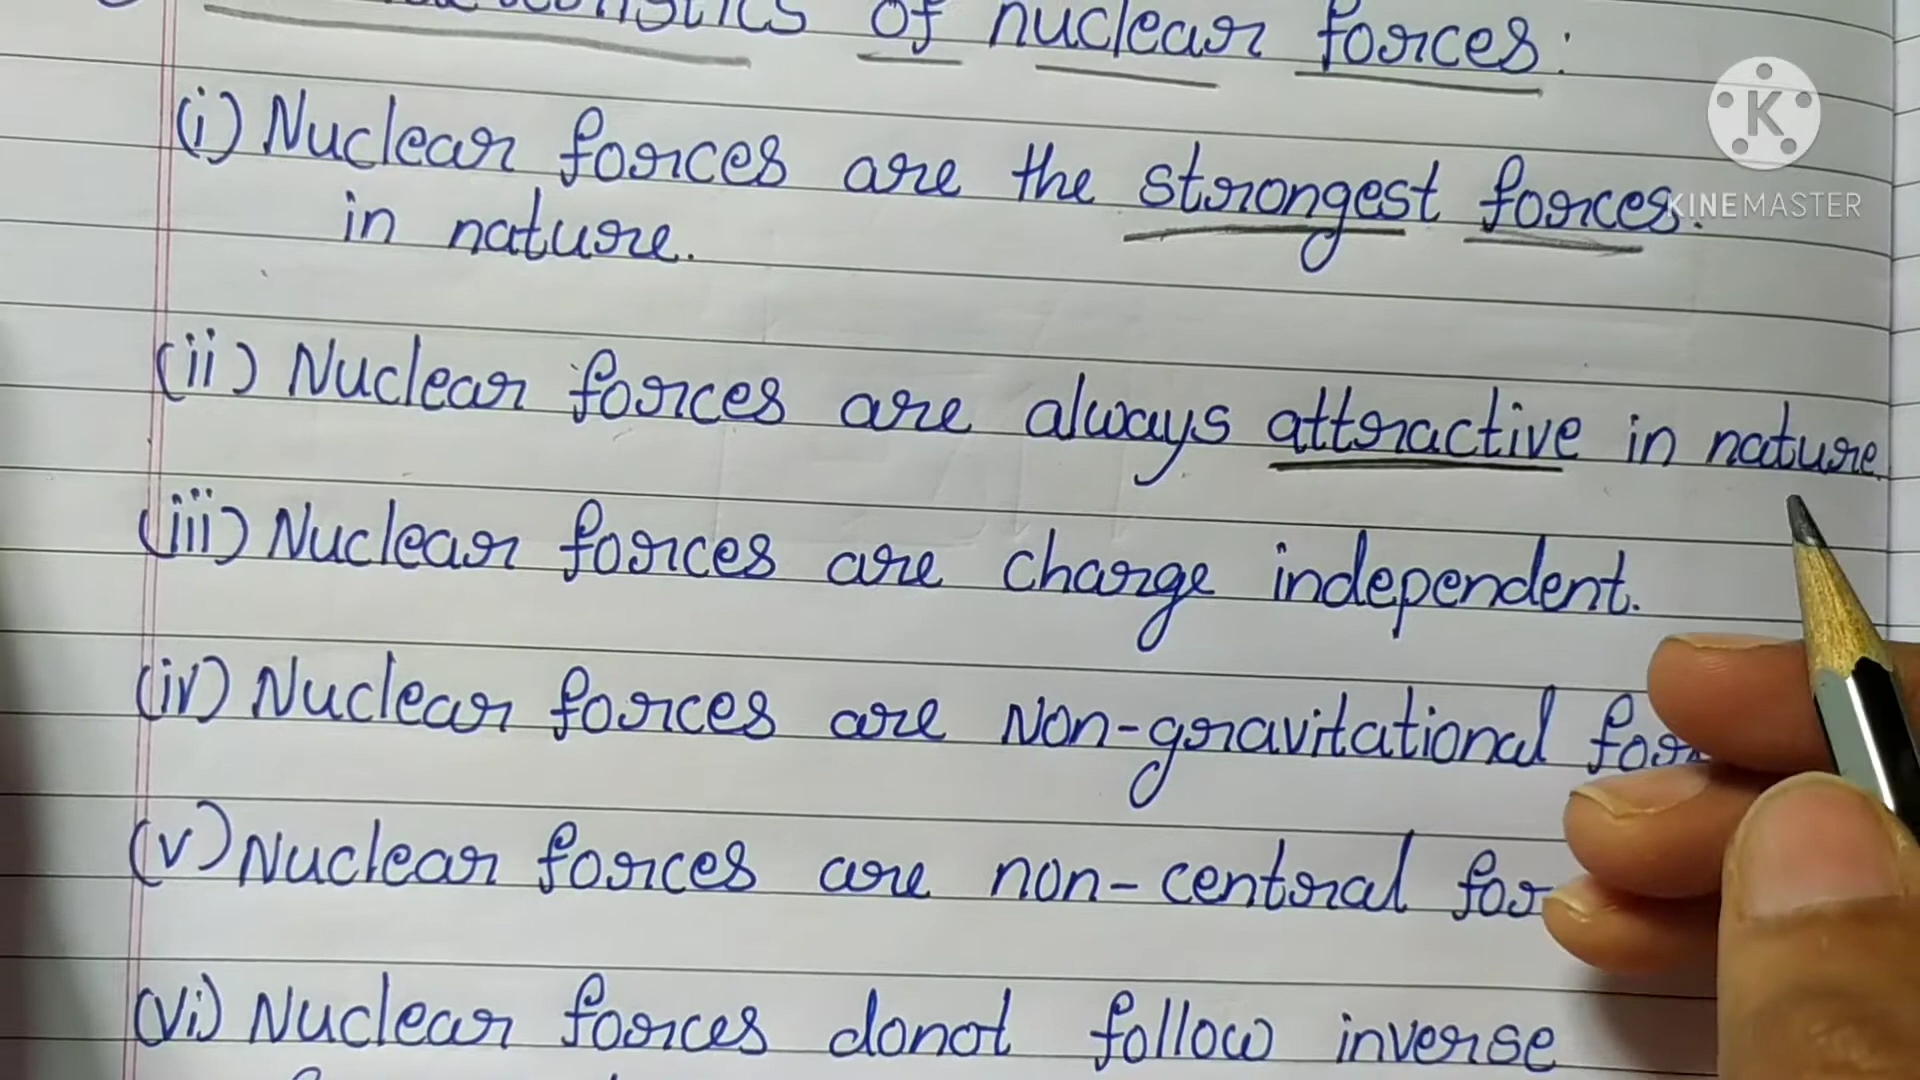 of nuclear forces:
(i) Nuclear forces are the strongest forces.
in nature.
(ii) Nuclear forces are always attractive in nature.
(iii) Nuclear forces are charge independent.
(iv) Nuclear forces are Non-gravitational
(v) Nuclear forces are non-central
(vi) Nuclear forces donot follow inverse
K
KINEMASTER